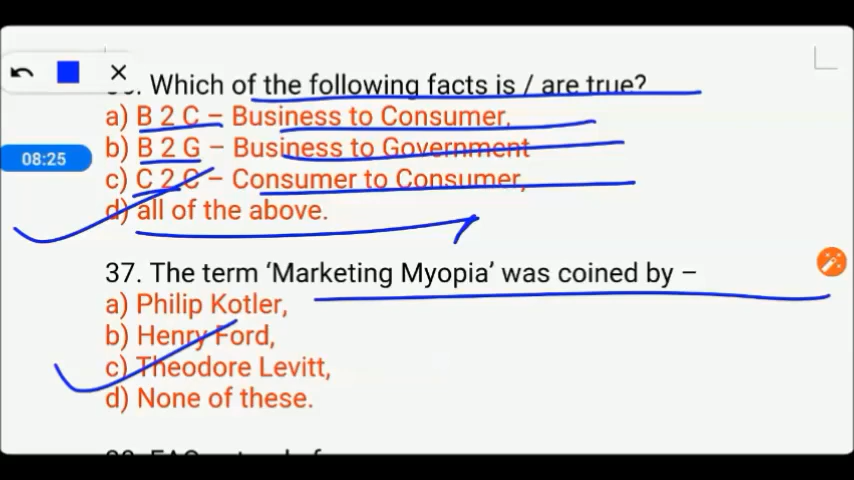 Which of the following facts is / are true?
a) B 2 C – Business to Consumer,
b) B 2 G – Business to Government
08:25
c) C 2 C – Consumer to Consumer,
d) all of the above.
37. The term ‘Marketing Myopia’ was coined by –
a) Philip Kotler,
b) Henry Ford,
c) Theodore Levitt,
d) None of these.